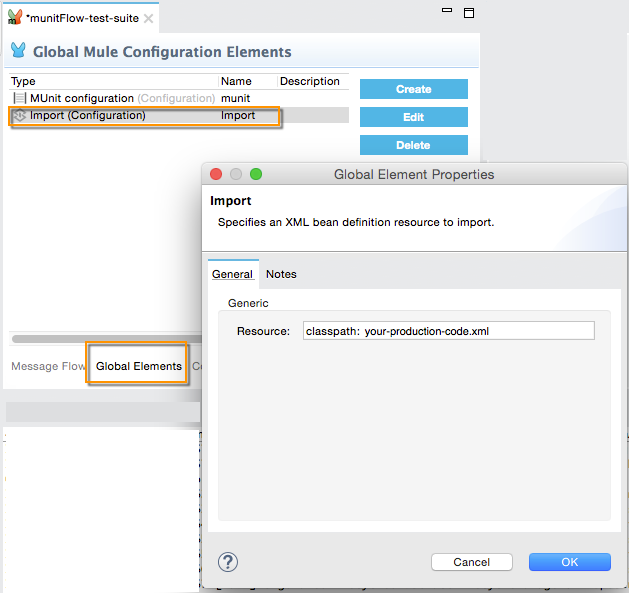 *munitFlow-test-suite
Global Mule Configuration Elements
Type Name Description
MUnit configuration (Configuration) munit
Import (Configuration) Import
Create
Edit
Delete
Global Element Properties
Import
Specifies an XML bean definition resource to import.
General Notes
Generic
Resource: classpath: your-production-code.xml
Message Flow Global Elements
? Cancel OK